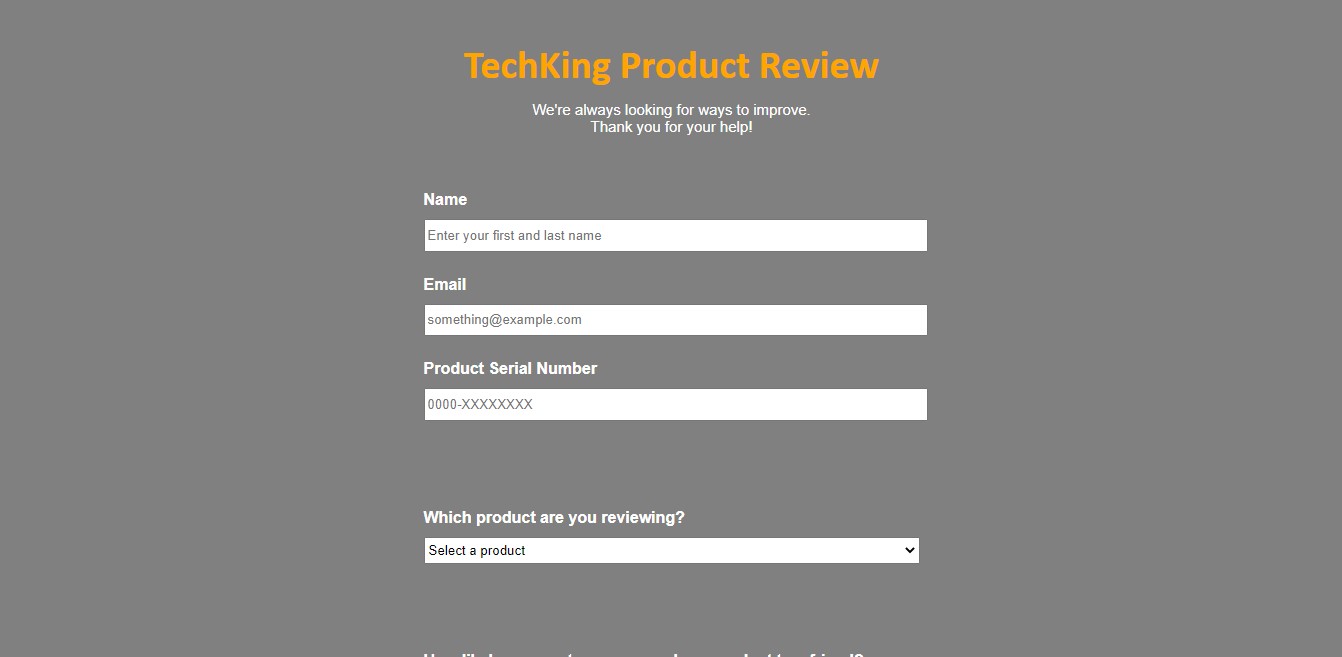 TechKing Product Review
We're always looking for ways to improve.
Thank you for your help!
Name
Enter your first and last name
Email
something@example.com
Product Serial Number
0000-XXXXXXXX
Which product are you reviewing?
Select a product